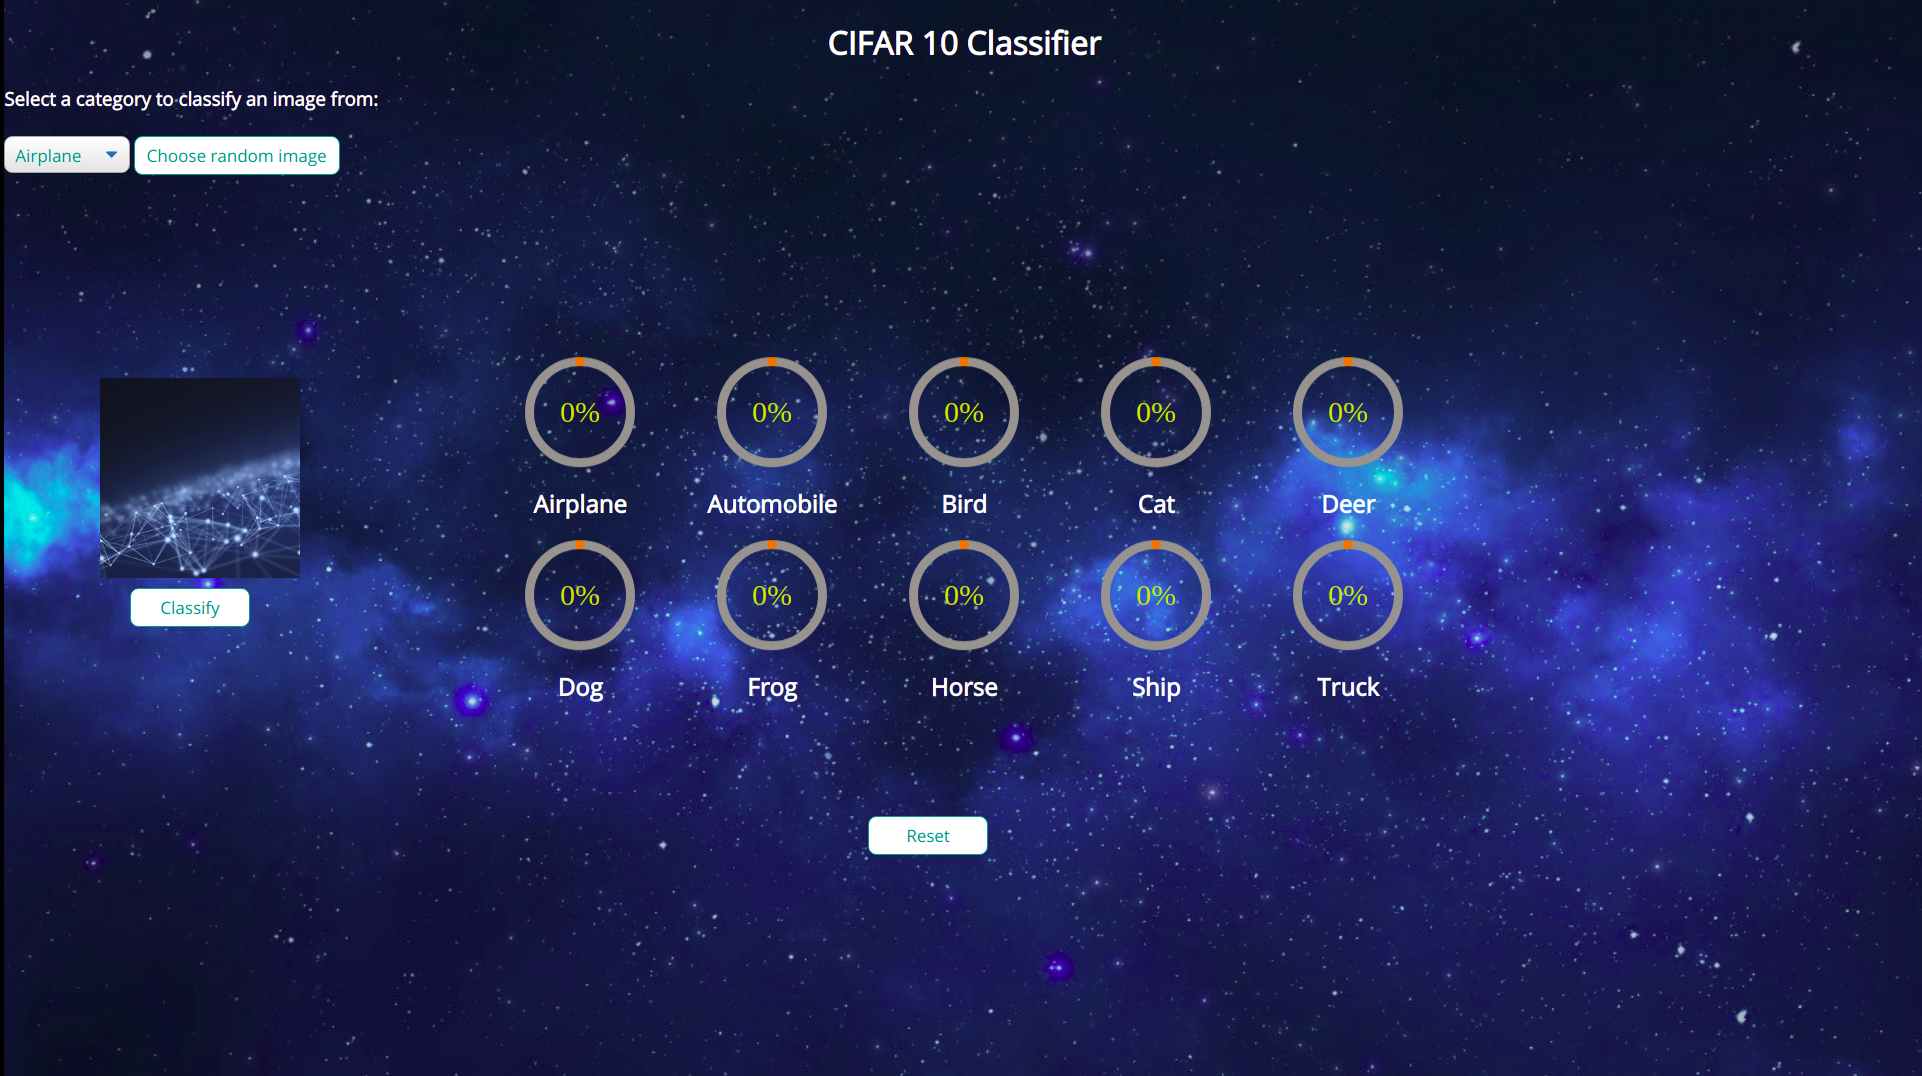 CIFAR 10 Classifier
Select a category to classify an image from:
Airplane Choose random image
0% 0% 0% 0% 0%
Airplane Automobile Bird Cat Deer
0% 0% 0% 0% 0%
Classify
Dog Frog Horse Ship Truck
Reset